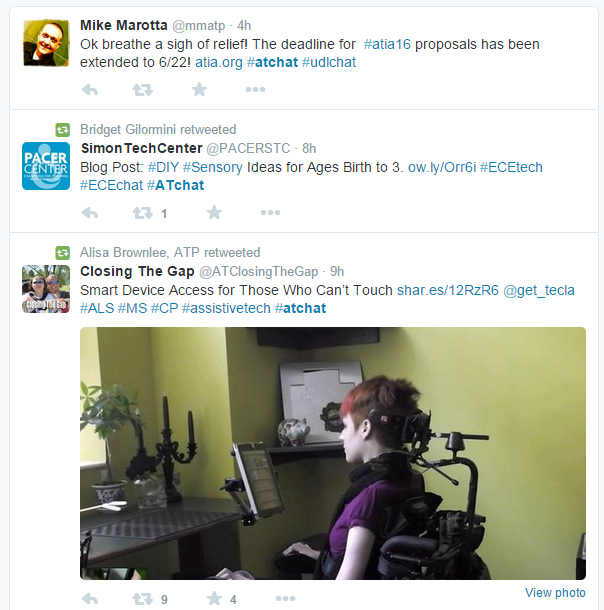 Mike Marotta @mmatp · 4h
Ok breathe a sigh of relief! The deadline for #atia16 proposals has been
extended to 6/22! atia.org #atchat #udlchat
Bridget Gilormini retweeted
SimonTechCenter @PACERSTC · 8h
PACER
CENTER
Blog Post: #DIY #Sensory Ideas for Ages Birth to 3. ow.ly/Orr6i #ECEtech
#ECEchat #ATchat
1
Alisa Brownlee, ATP retweeted
Closing The Gap @ATClosingTheGap · 9h
Smart Device Access for Those Who Can't Touch shar.es/12RzR6 @get_tecla
#ALS #MS #CP #assistivetech #atchat
Closing The Gap
View photo
9 4